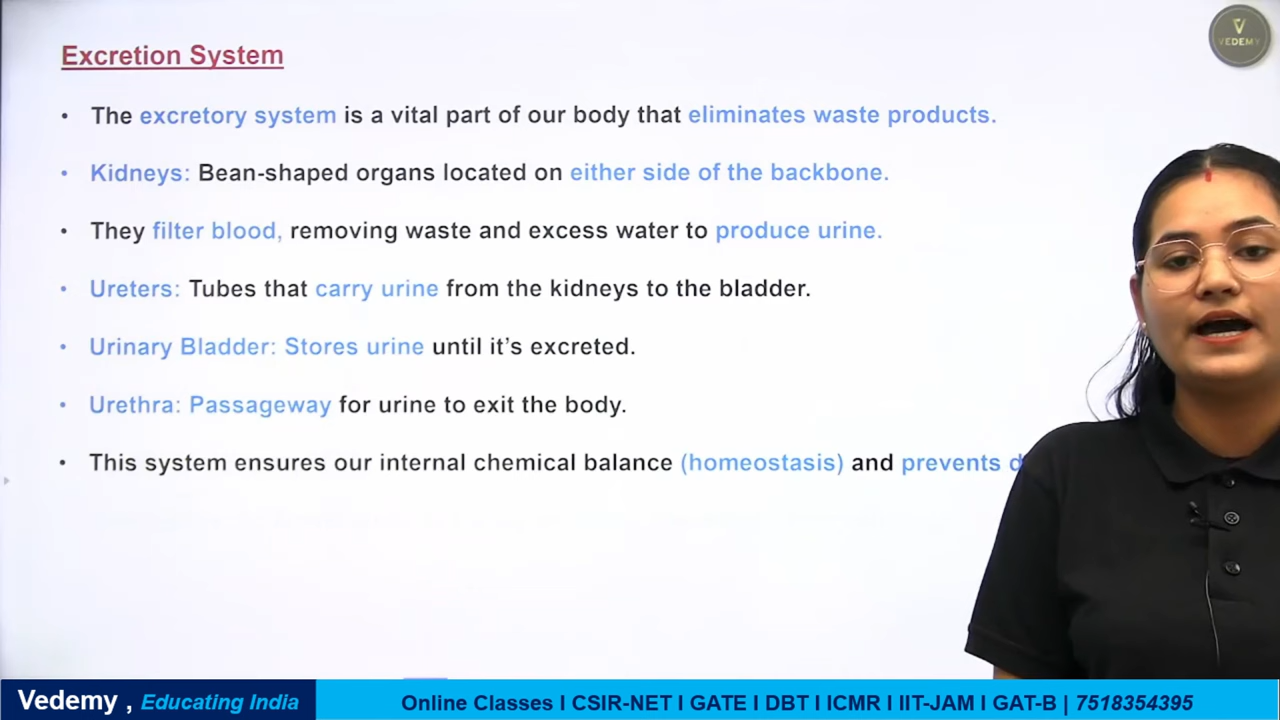 Excretion System
V
VEDEMY
• The excretory system is a vital part of our body that eliminates waste products.
• Kidneys: Bean-shaped organs located on either side of the backbone.
• They filter blood, removing waste and excess water to produce urine.
• Ureters: Tubes that carry urine from the kidneys to the bladder.
• Urinary Bladder: Stores urine until it’s excreted.
• Urethra: Passageway for urine to exit the body.
• This system ensures our internal chemical balance (homeostasis) and prevents
Vedemy , Educating India
Online Classes I CSIR-NET I GATE I DBT I ICMR I IIT-JAM I GAT-B | 7518354395